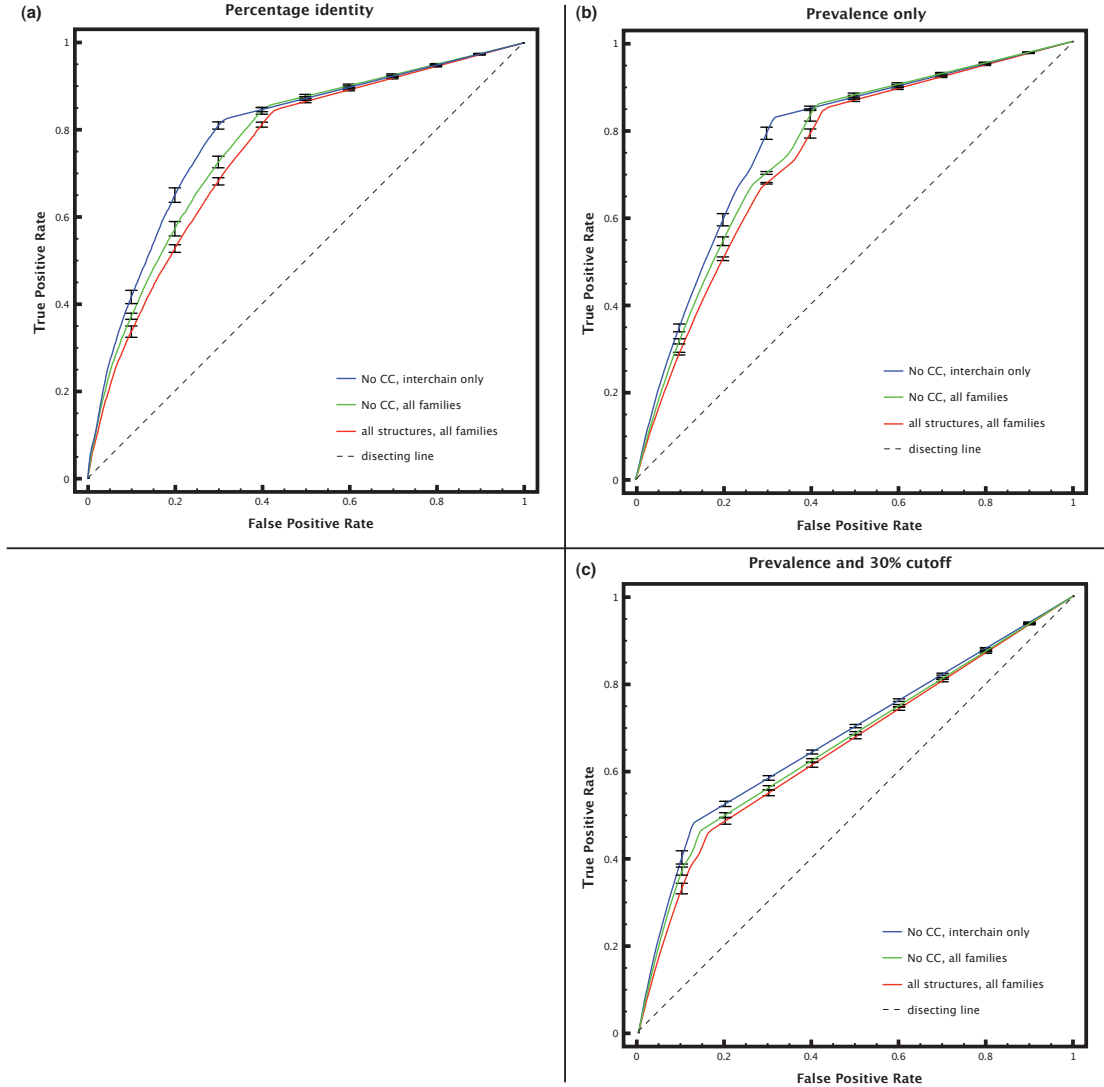 (a)
Percentage identity
1
0.8
0.6
0.4
0.2
0
True Positive Rate
No CC, interchain only
No CC, all families
all structures, all families
disecting line
0 0.2 0.4 0.6 0.8 1
False Positive Rate
(b)
Prevalence only
1
0.8
0.6
0.4
0.2
0
True Positive Rate
No CC, interchain only
No CC, all families
all structures, all families
disecting line
0 0.2 0.4 0.6 0.8 1
False Positive Rate
(c)
Prevalence and 30% cutoff
1
0.8
0.6
0.4
0.2
0
True Positive Rate
No CC, interchain only
No CC, all families
all structures, all families
disecting line
0 0.2 0.4 0.6 0.8 1
False Positive Rate